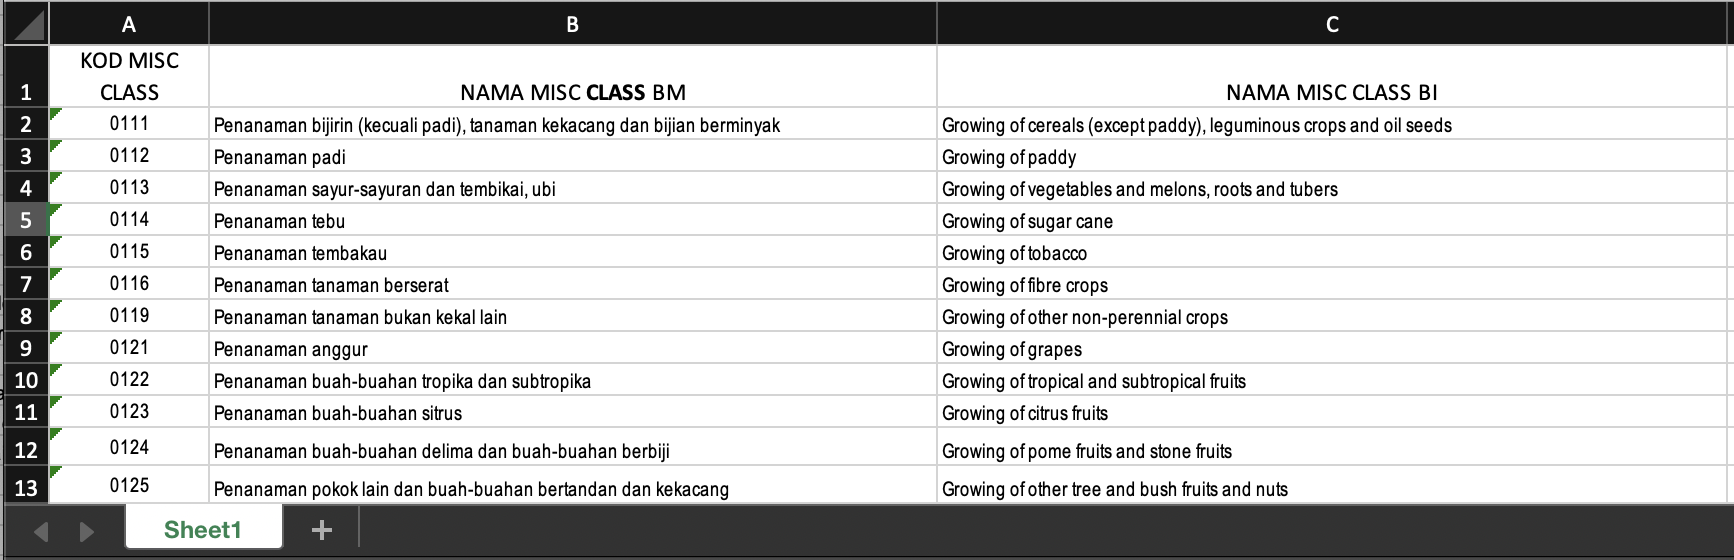 A B C
1 KOD MISC CLASS NAMA MISC CLASS BM NAMA MISC CLASS BI
2 0111 Penanaman bijirin (kecuali padi), tanaman kekacang dan bijian berminyak Growing of cereals (except paddy), leguminous crops and oil seeds
3 0112 Penanaman padi Growing of paddy
4 0113 Penanaman sayur-sayuran dan tembikai, ubi Growing of vegetables and melons, roots and tubers
5 0114 Penanaman tebu Growing of sugar cane
6 0115 Penanaman tembakau Growing of tobacco
7 0116 Penanaman tanaman berserat Growing of fibre crops
8 0119 Penanaman tanaman bukan kekal lain Growing of other non-perennial crops
9 0121 Penanaman anggur Growing of grapes
10 0122 Penanaman buah-buahan tropika dan subtropika Growing of tropical and subtropical fruits
11 0123 Penanaman buah-buahan sitrus Growing of citrus fruits
12 0124 Penanaman buah-buahan delima dan buah-buahan berbiji Growing of pome fruits and stone fruits
13 0125 Penanaman pokok lain dan buah-buahan bertandan dan kekacang Growing of other tree and bush fruits and nuts
Sheet1